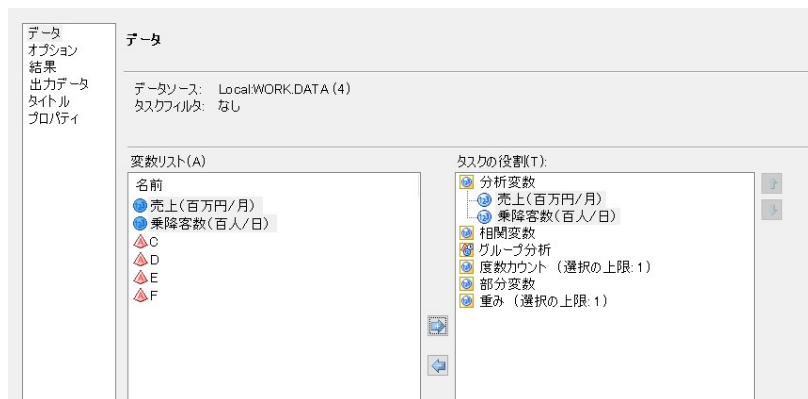 データ
オプション
結果
出力データ
タイトル
プロパティ
データ
データソース: Local:WORK.DATA (4)
タスクフィルタ: なし
変数リスト(A)
名前
売上(百万円/月)
乗降客数(百人/日)
C
D
E
F
タスクの役割(T):
分析変数
売上(百万円/月)
乗降客数(百人/日)
相関変数
グループ分析
度数カウント (選択の上限: 1)
部分変数
重み (選択の上限: 1)